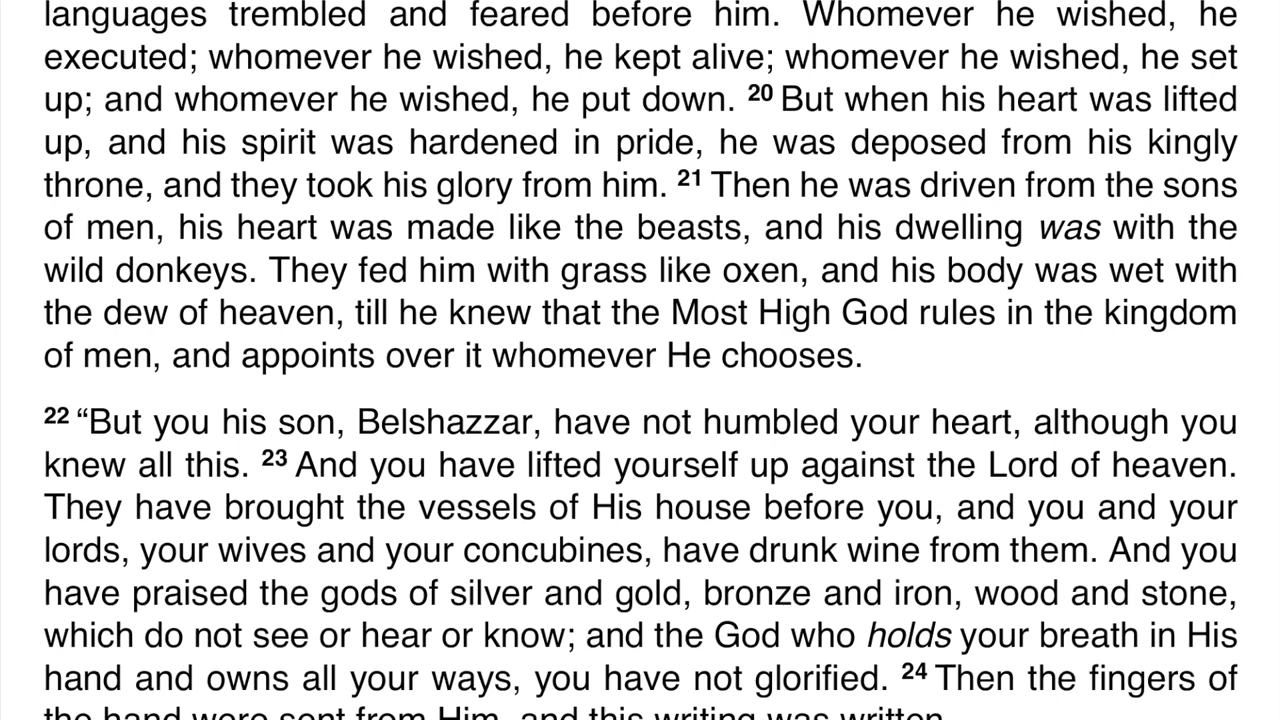 languages trembled and feared before him. Whomever he wished, he
executed; whomever he wished, he kept alive; whomever he wished, he set
up; and whomever he wished, he put down. 20 But when his heart was lifted
up, and his spirit was hardened in pride, he was deposed from his kingly
throne, and they took his glory from him. 21 Then he was driven from the sons
of men, his heart was made like the beasts, and his dwelling was with the
wild donkeys. They fed him with grass like oxen, and his body was wet with
the dew of heaven, till he knew that the Most High God rules in the kingdom
of men, and appoints over it whomever He chooses.
22 “But you his son, Belshazzar, have not humbled your heart, although you
knew all this. 23 And you have lifted yourself up against the Lord of heaven.
They have brought the vessels of His house before you, and you and your
lords, your wives and your concubines, have drunk wine from them. And you
have praised the gods of silver and gold, bronze and iron, wood and stone,
which do not see or hear or know; and the God who holds your breath in His
hand and owns all your ways, you have not glorified. 24 Then the fingers of
the hand were sent from Him, and this writing was written.